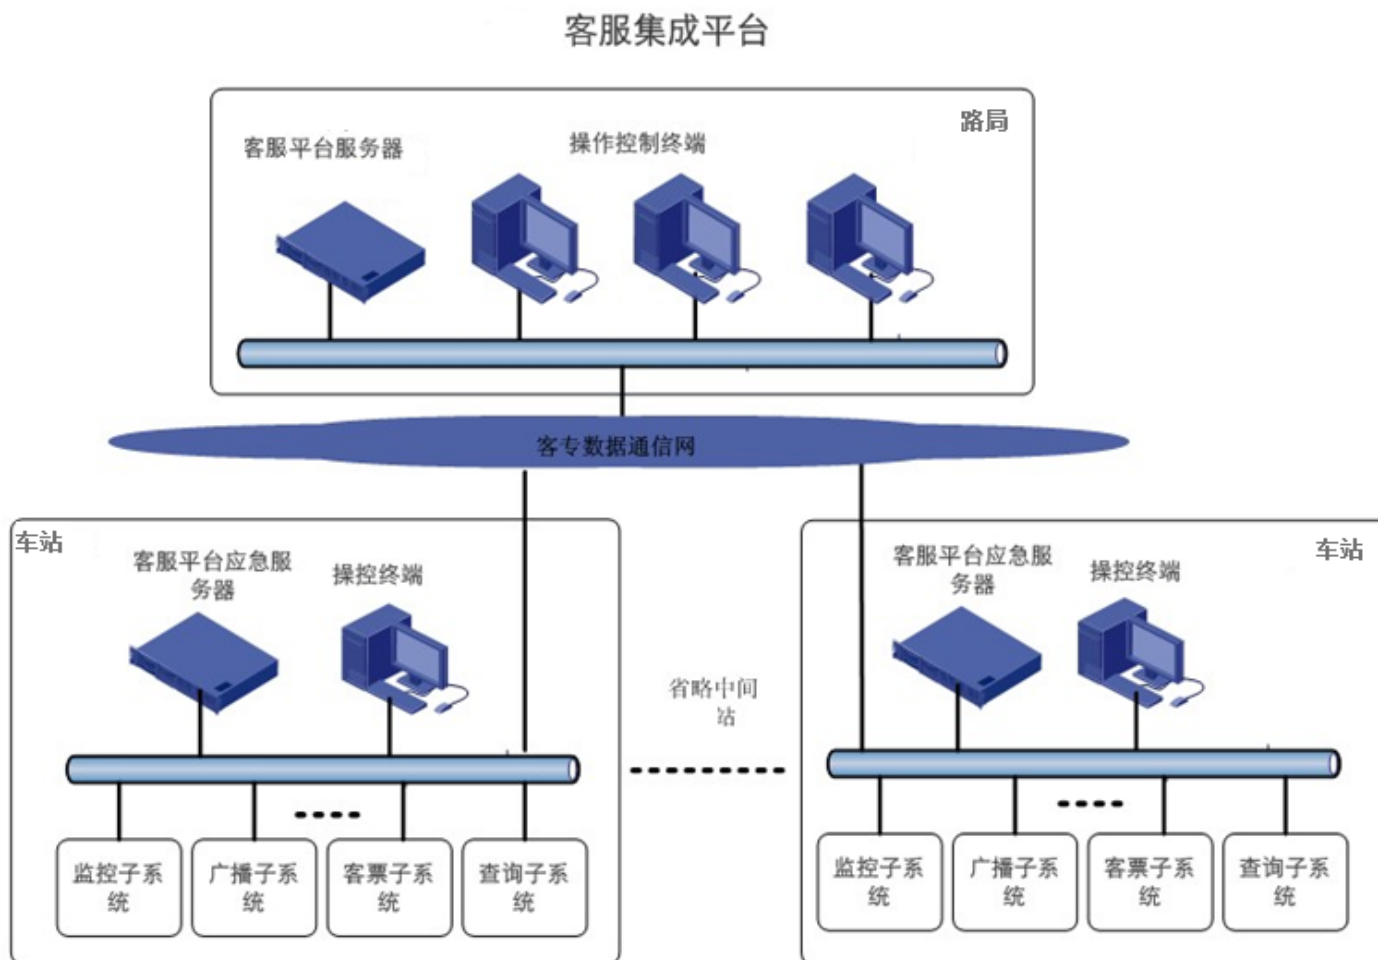 客服集成平台
路局
客服平台服务器
操作控制终端
客专数据通信网
车站
客服平台应急服
务器
操控终端
省略中间
站
监控子系
统
广播子系
统
客票子系
统
查询子系
统
车站
客服平台应急服
务器
操控终端
监控子系
统
广播子系
统
客票子系
统
查询子系
统